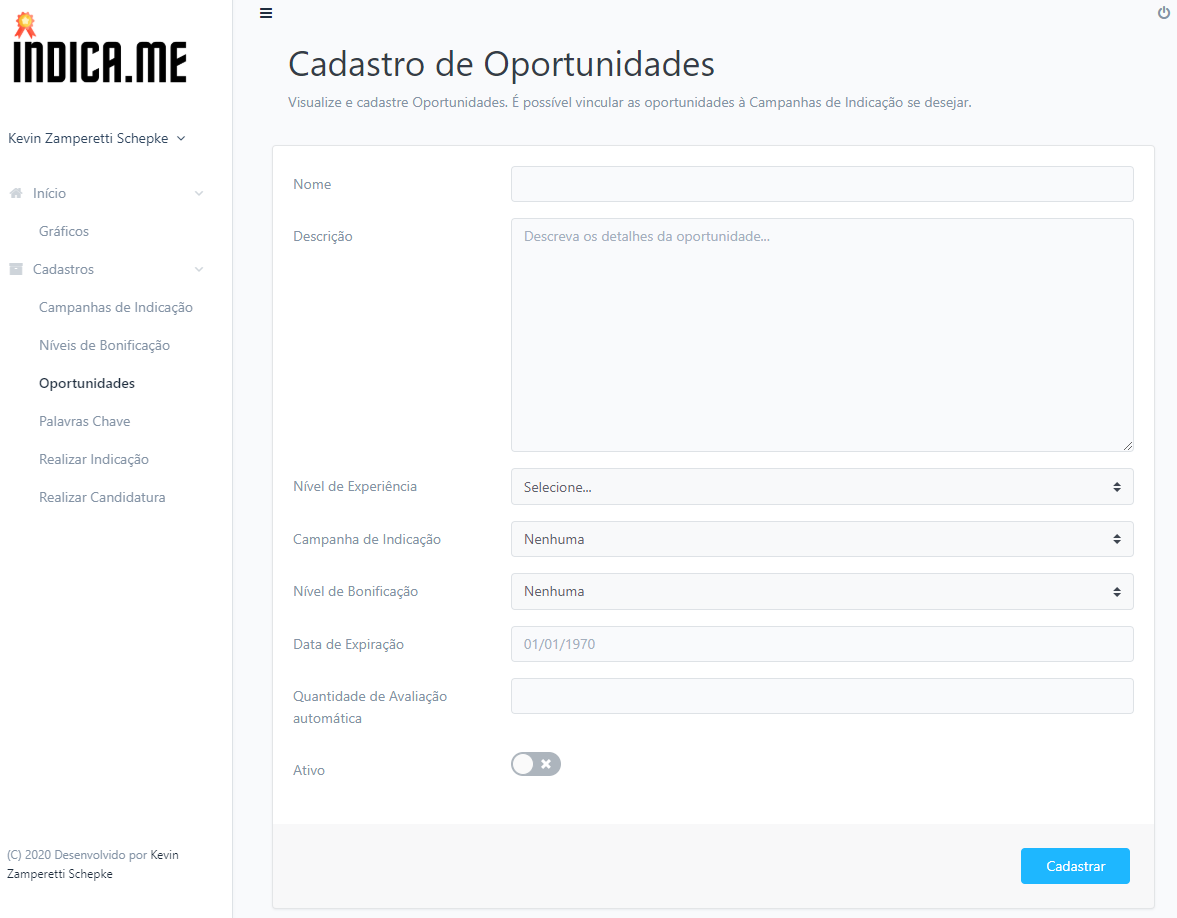 INDICA.ME
Kevin Zamperetti Schepke
Início
Gráficos
Cadastros
Campanhas de Indicação
Níveis de Bonificação
Oportunidades
Palavras Chave
Realizar Indicação
Realizar Candidatura
(C) 2020 Desenvolvido por Kevin
Zamperetti Schepke
Cadastro de Oportunidades
Visualize e cadastre Oportunidades. É possível vincular as oportunidades à Campanhas de Indicação se desejar.
Nome
Descrição
Descreva os detalhes da oportunidade...
Nível de Experiência
Selecione...
Campanha de Indicação
Nenhuma
Nível de Bonificação
Nenhuma
Data de Expiração
01/01/1970
Quantidade de Avaliação
automática
Ativo
Cadastrar